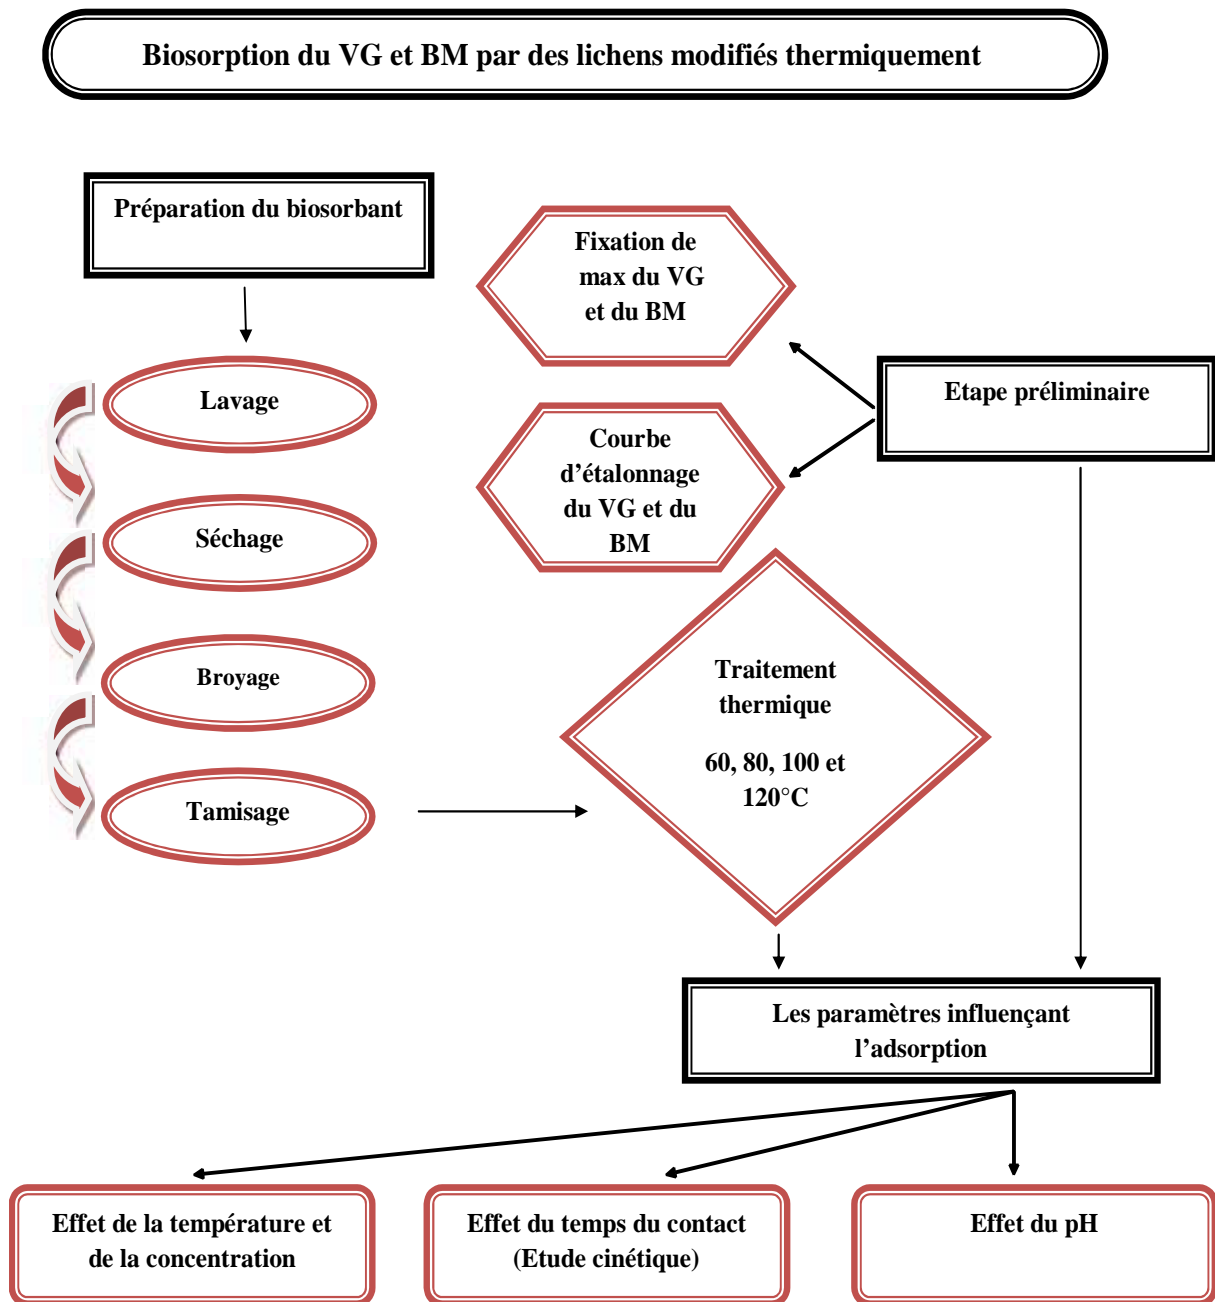 Biosorption du VG et BM par des lichens modifiés thermiquement
Préparation du biosorbant
Lavage
Séchage
Broyage
Tamisage
Fixation de
max du VG
et du BM
Courbe
d’étalonnage
du VG et du
BM
Etape préliminaire
Traitement
thermique
60, 80, 100 et
120°C
Les paramètres influençant
l’adsorption
Effet de la température et
de la concentration
Effet du temps du contact
(Etude cinétique)
Effet du pH